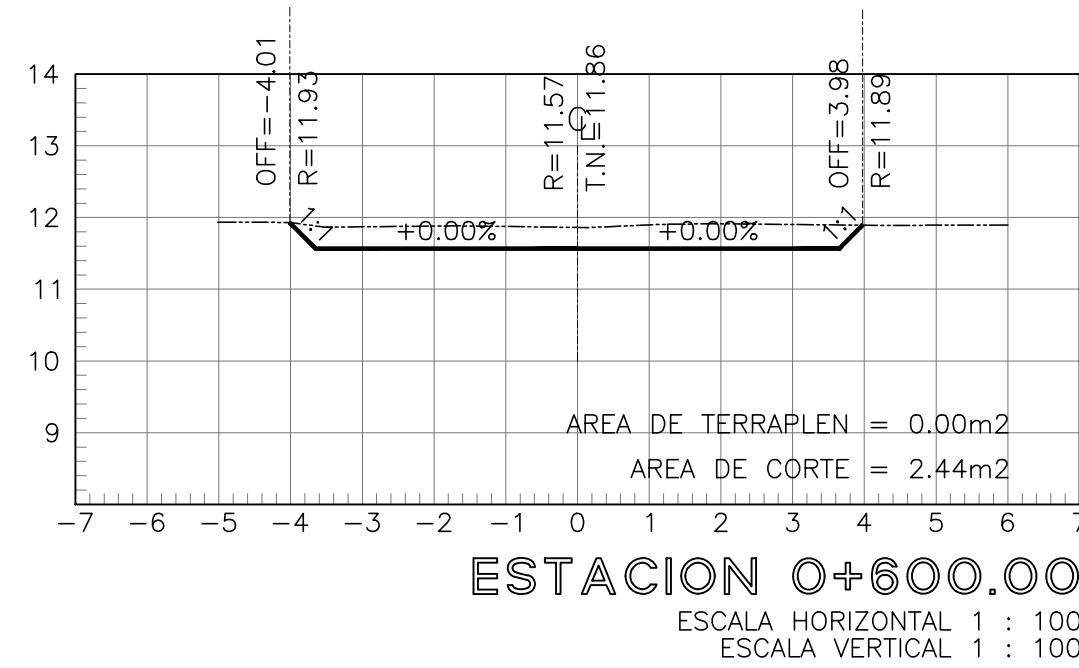 OFF=-4.01
R=11.93
R=11.57
T.N.=11.86
OFF=3.98
R=11.89
14
13
12
11
10
9
1:1
+0.00%
+0.00%
1:1
AREA DE TERRAPLEN = 0.00m2
AREA DE CORTE = 2.44m2
-7 -6 -5 -4 -3 -2 -1 0 1 2 3 4 5 6 7
ESTACION 0+600.00
ESCALA HORIZONTAL 1 : 100
ESCALA VERTICAL 1 : 100